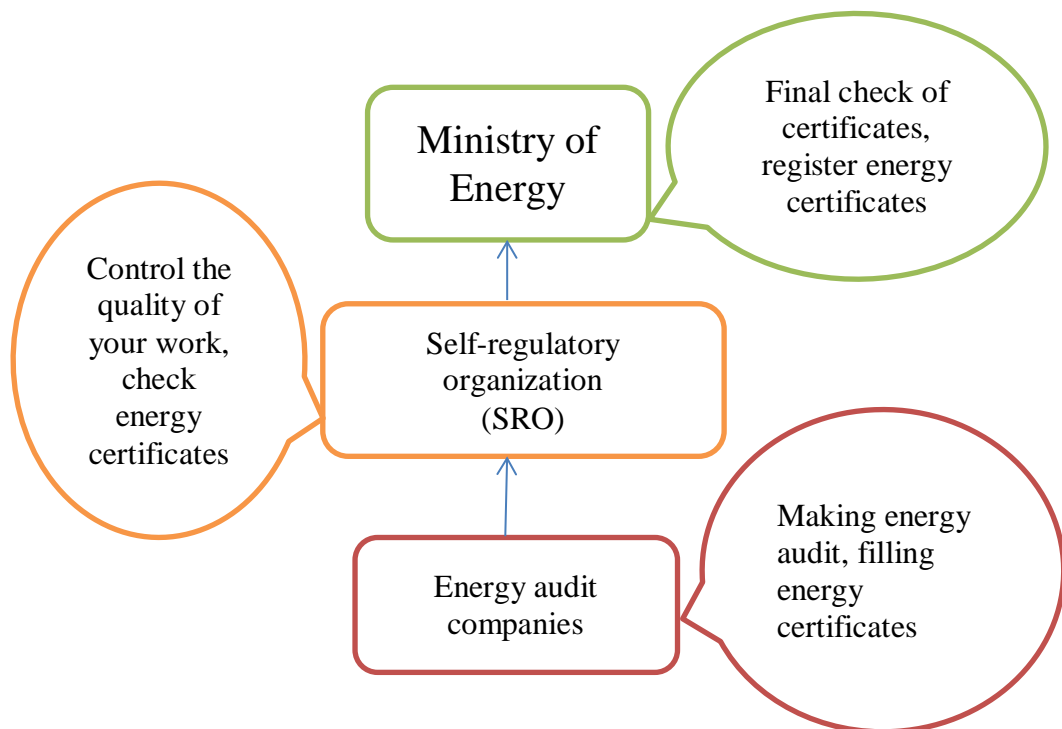 Ministry of
Energy
Final check of
certificates,
register energy
certificates
Control the
quality of
your work,
check
energy
certificates
Self-regulatory
organization
(SRO)
Energy audit
companies
Making energy
audit, filling
energy
certificates